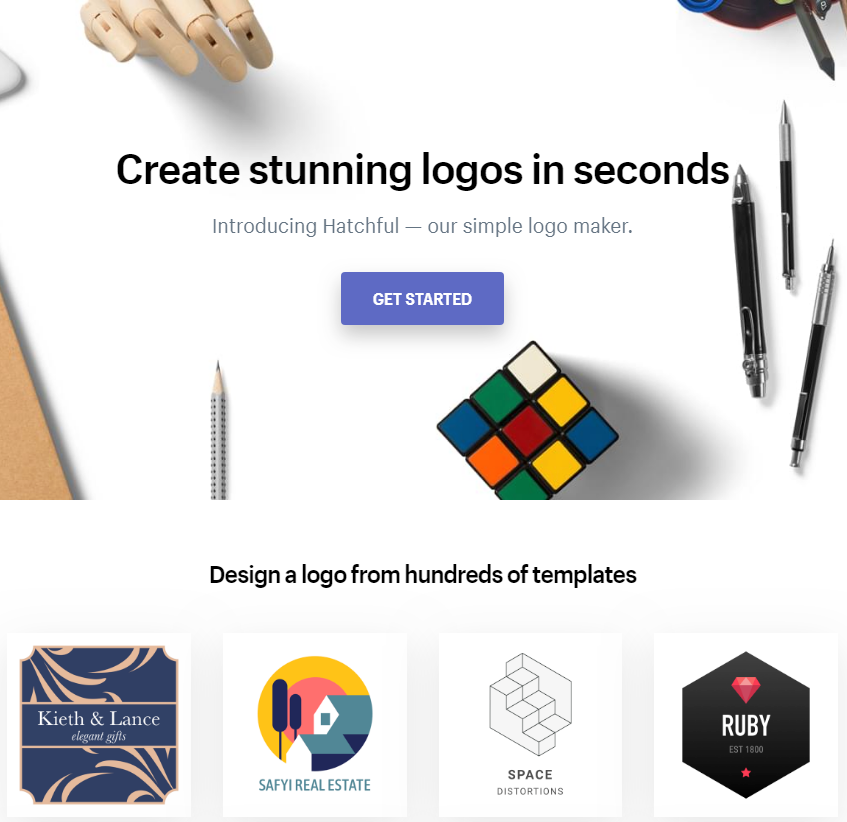 Create stunning logos in seconds
Introducing Hatchful — our simple logo maker.
GET STARTED
Design a logo from hundreds of templates
Kieth & Lance
elegant gifts
SAFYI REAL ESTATE
SPACE
DISTORTIONS
RUBY
EST 1800